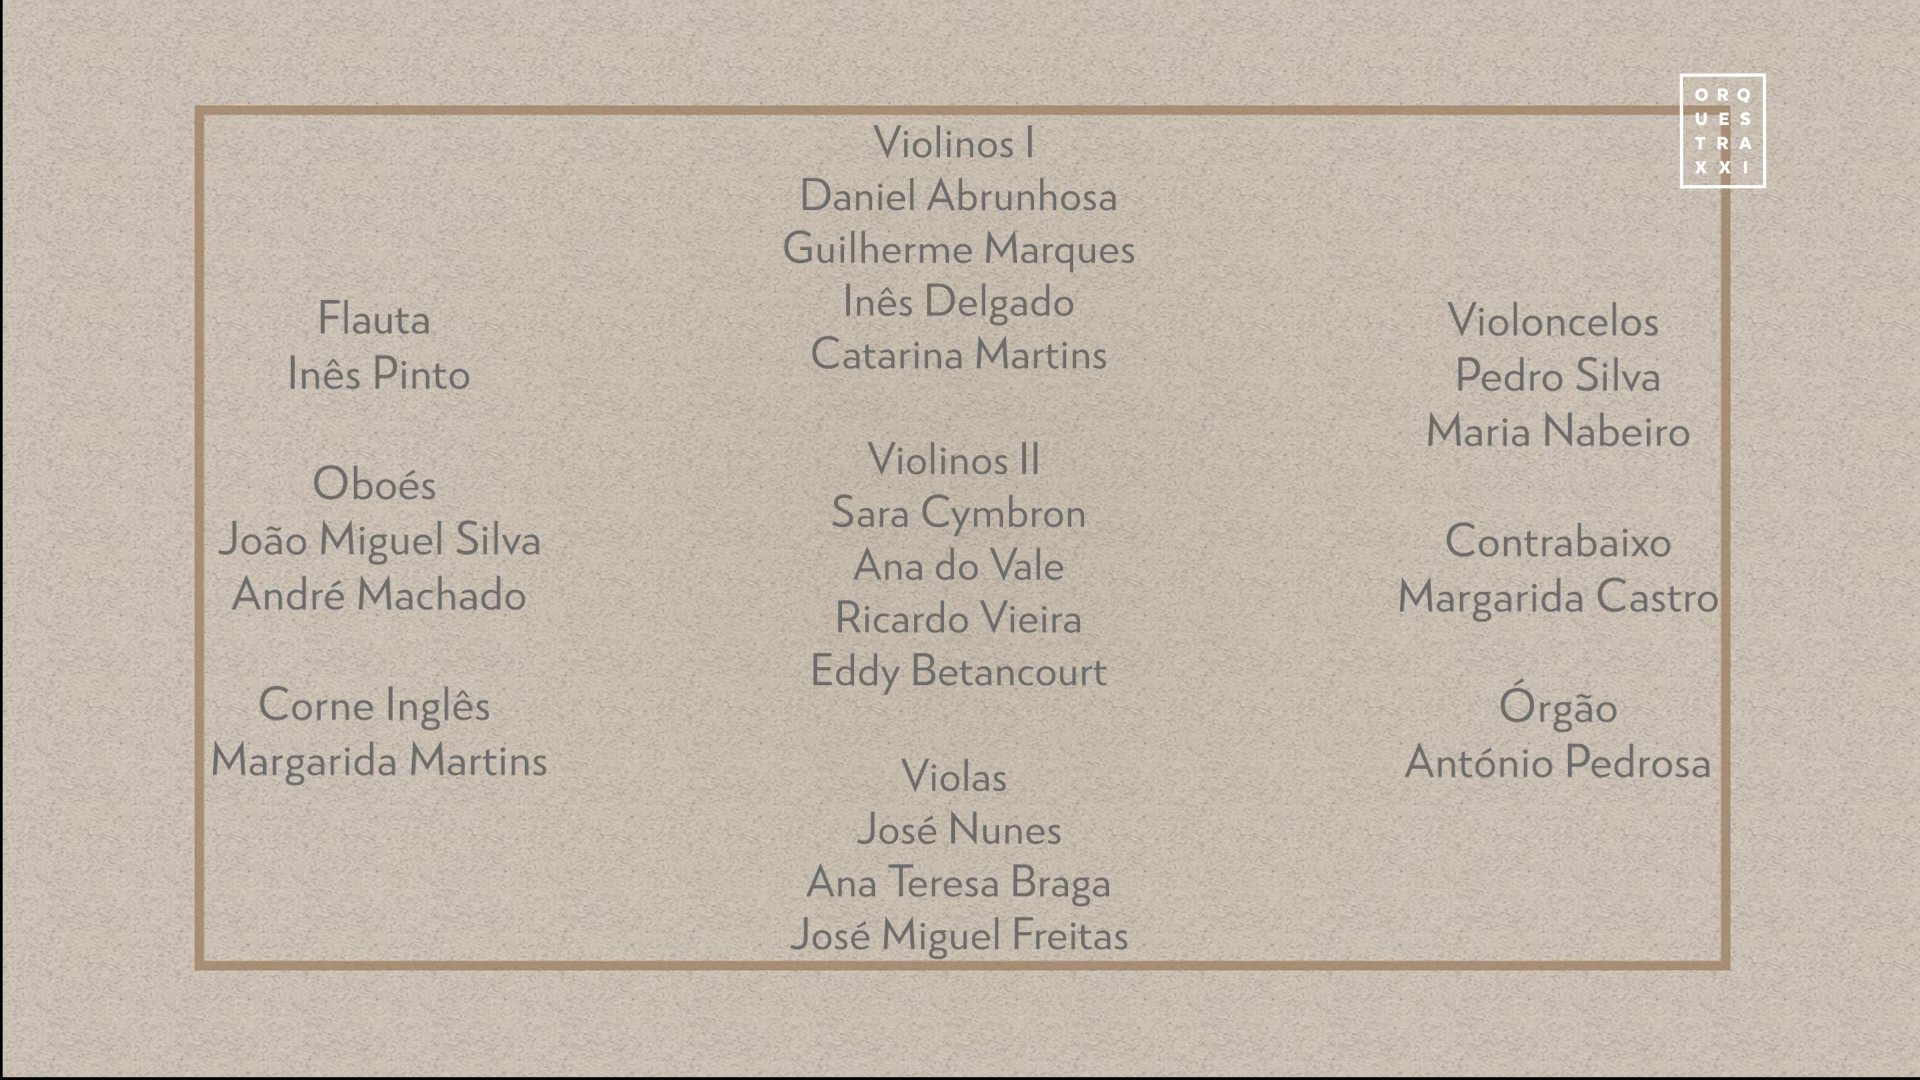 Flauta
Inês Pinto
Oboés
João Miguel Silva
André Machado
Corne Inglês
Margarida Martins
Violinos I
Daniel Abrunhosa
Guilherme Marques
Inês Delgado
Catarina Martins
Violinos II
Sara Cymbron
Ana do Vale
Ricardo Vieira
Eddy Betancourt
Violas
José Nunes
Ana Teresa Braga
José Miguel Freitas
Violoncelos
Pedro Silva
Maria Nabeiro
Contrabaixo
Margarida Castro
Órgão
António Pedrosa
ORQ
UES
TRA
XXI